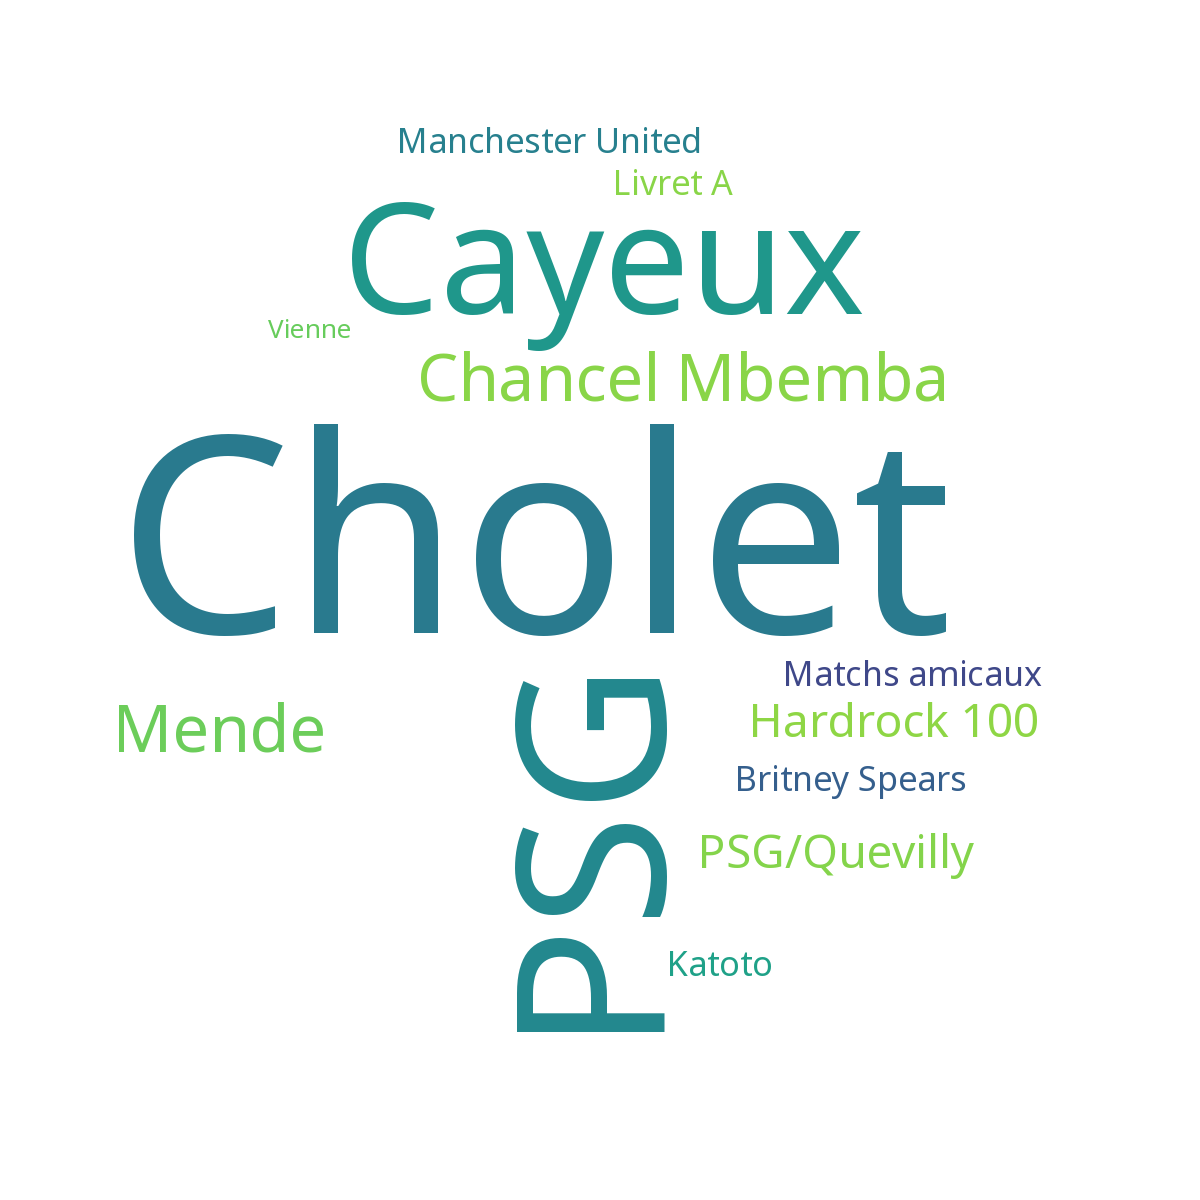 Manchester United
Livret A
Cayeux
Vienne
Chancel Mbemba
Cholet
Matchs amicaux
Mende
Hardrock 100
PSG
Britney Spears
PSG/Quevilly
Katoto